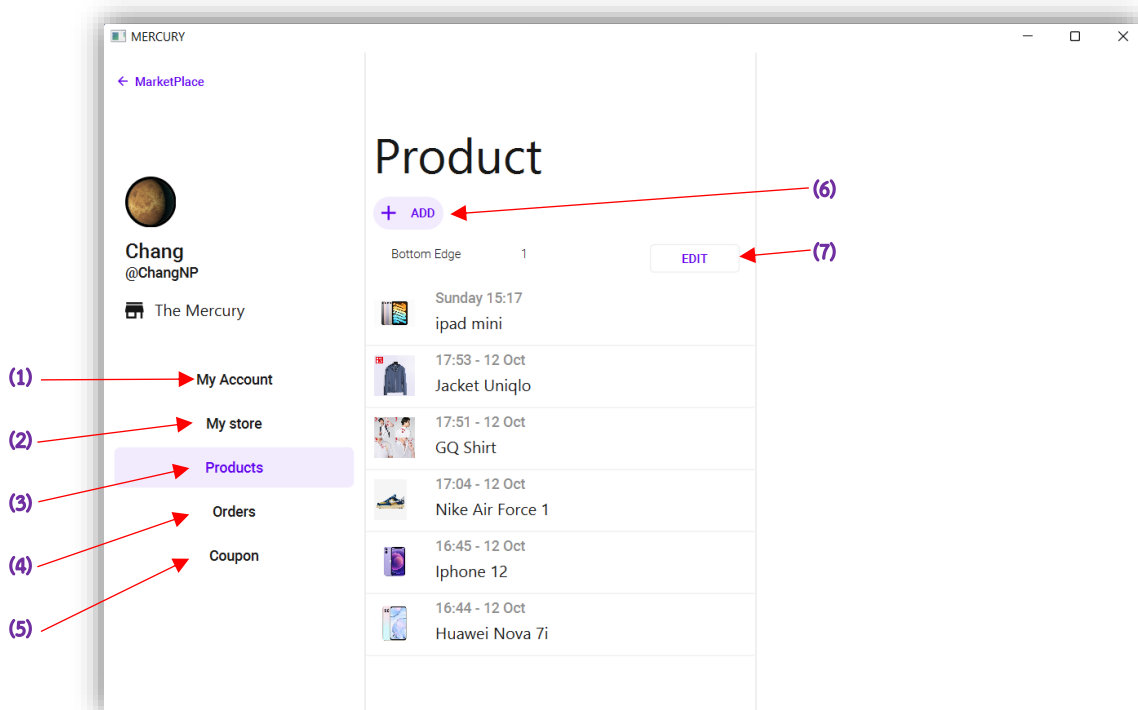 MERCURY
MarketPlace
Product
(6)
ADD
Chang
@ChangNP
Bottom Edge 1 EDIT
(7)
The Mercury
Sunday 15:17
ipad mini
17:53 - 12 Oct
Jacket Uniqlo
17:51 - 12 Oct
GQ Shirt
17:04 - 12 Oct
Nike Air Force 1
16:45 - 12 Oct
Iphone 12
16:44 - 12 Oct
Huawei Nova 7i
(1)
My Account
(2)
My store
(3)
Products
(4)
Orders
(5)
Coupon